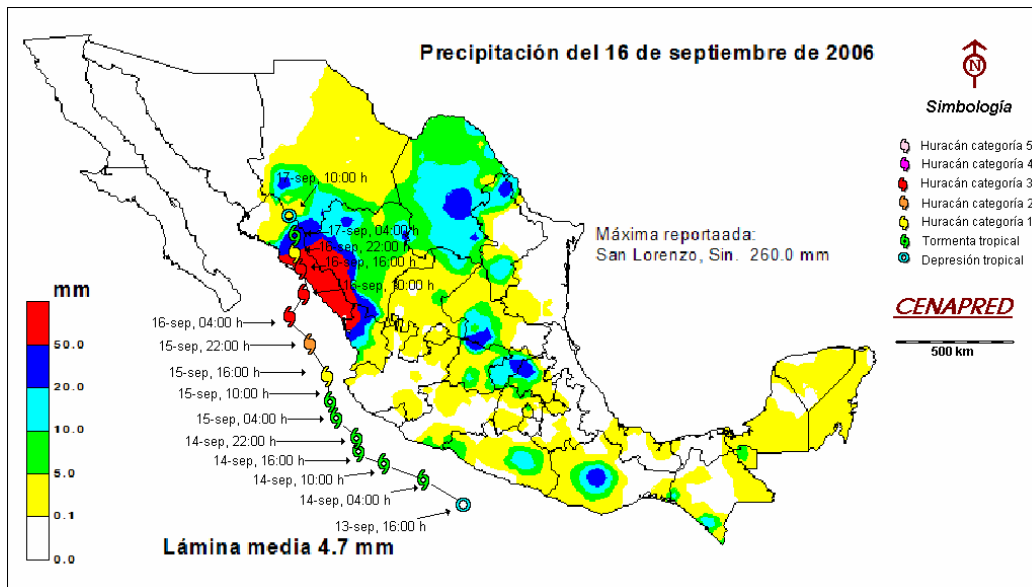 Precipitación del 16 de septiembre de 2006
N
Simbología
Huracán categoría 5
Huracán categoría 4
Huracán categoría 3
Huracán categoría 2
Huracán categoría 1
Tormenta tropical
Depresión tropical
Máxima reportaada:
San Lorenzo, Sin. 260.0 mm
CENAPRED
500 km
17-sep, 10:00 h
17-sep, 04:00 h
16-sep, 22:00 h
16-sep, 16:00 h
16-sep, 10:00 h
16-sep, 04:00 h
15-sep, 22:00 h
15-sep, 16:00 h
15-sep, 10:00 h
15-sep, 04:00 h
14-sep, 22:00 h
14-sep, 16:00 h
14-sep, 10:00 h
14-sep, 04:00 h
13-sep, 16:00 h
mm
50.0
20.0
10.0
5.0
0.1
0.0
Lámina media 4.7 mm